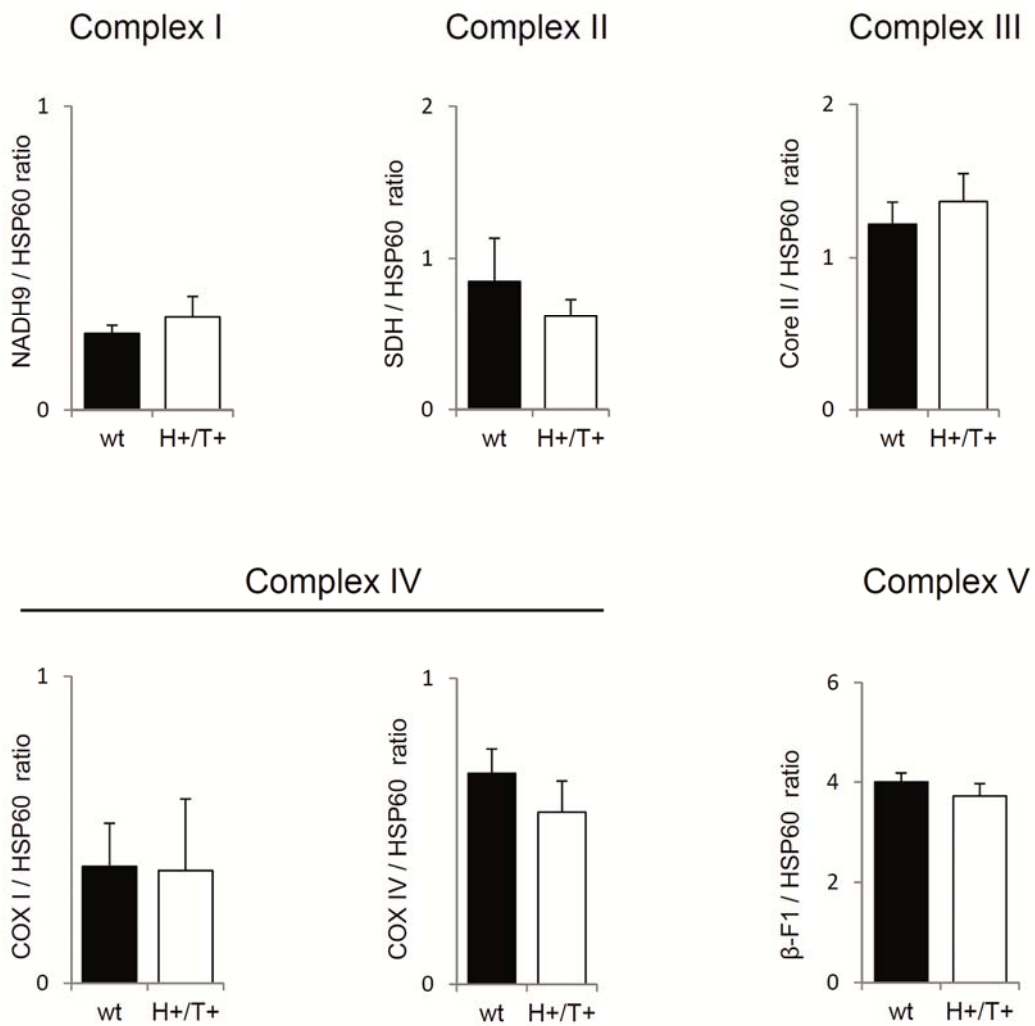 Complex I
Complex II
Complex III
NADH9 / HSP60 ratio
1
0
wt
H+/T+
SDH / HSP60 ratio
2
1
0
wt
H+/T+
Core II / HSP60 ratio
2
1
0
wt
H+/T+
Complex IV
Complex V
COX I / HSP60 ratio
1
0
wt
H+/T+
COX IV / HSP60 ratio
1
0
wt
H+/T+
β-F1 / HSP60 ratio
6
4
2
0
wt
H+/T+